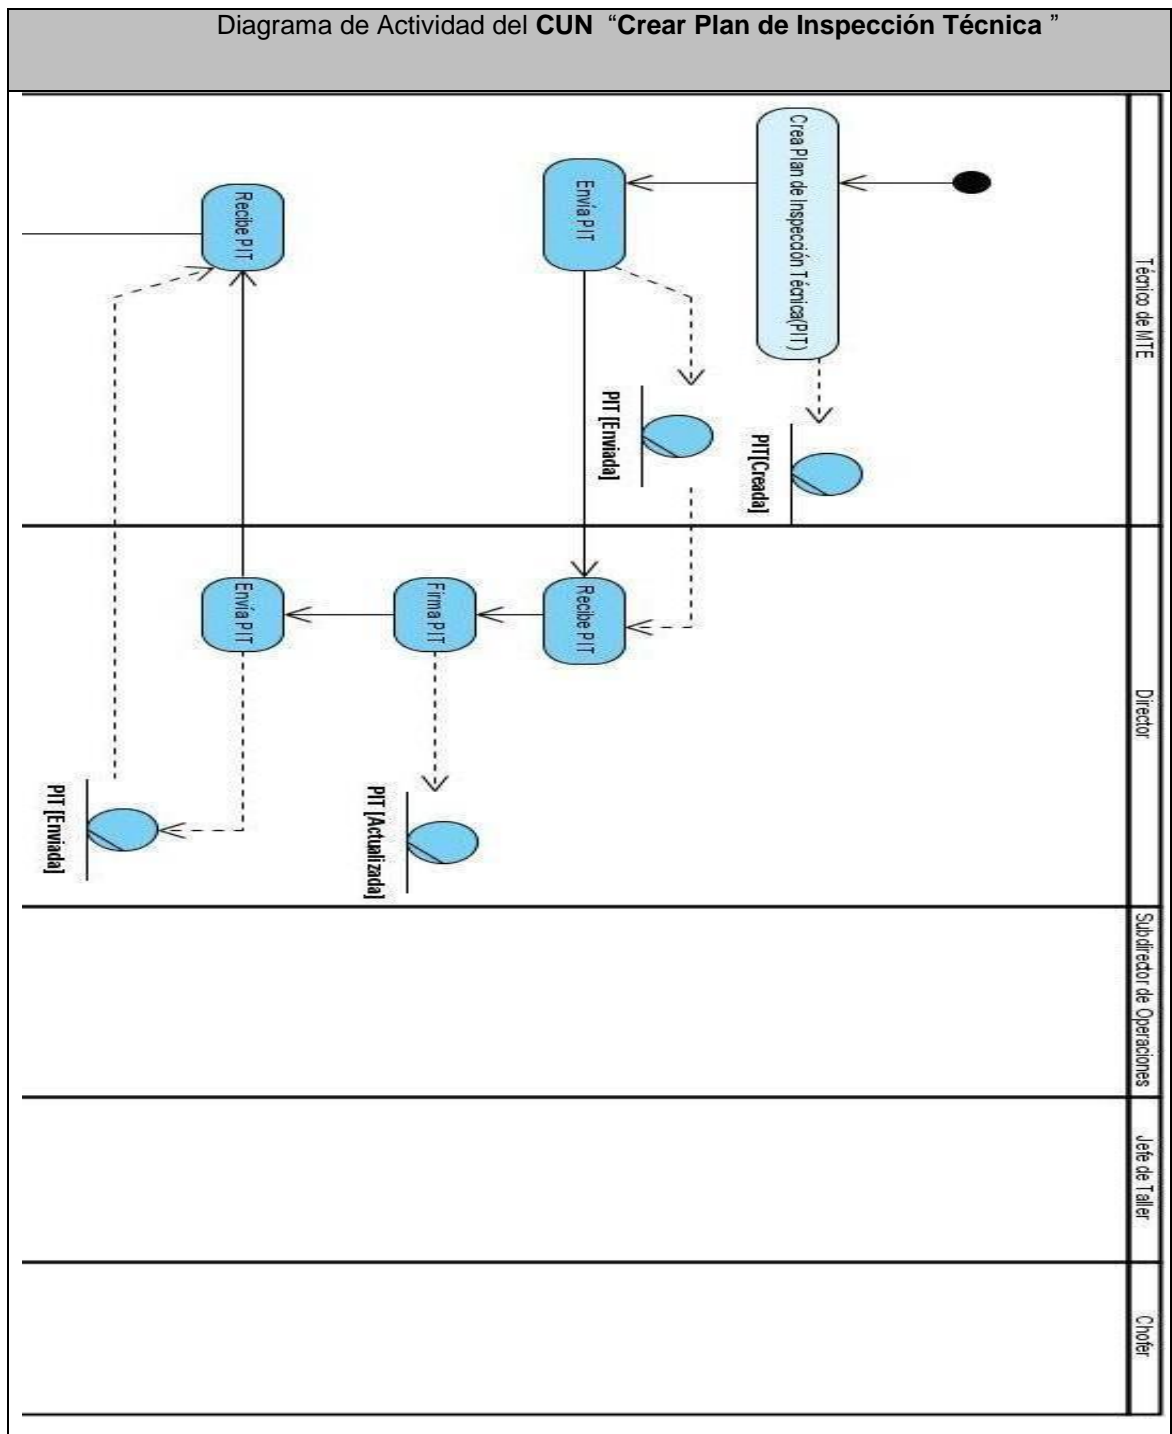 Diagrama de Actividad del CUN “Crear Plan de Inspección Técnica ”
Técnico de MTE
Director
Subdirector de Operaciones
Jefe de Taller
Chofer
Crea Plan de Inspección Técnica(PIT)
PIT[Creada]
Envía PIT
PIT [Enviada]
Recibe PIT
Firma PIT
PIT [Actualizada]
Envía PIT
PIT [Enviada]
Recibe PIT